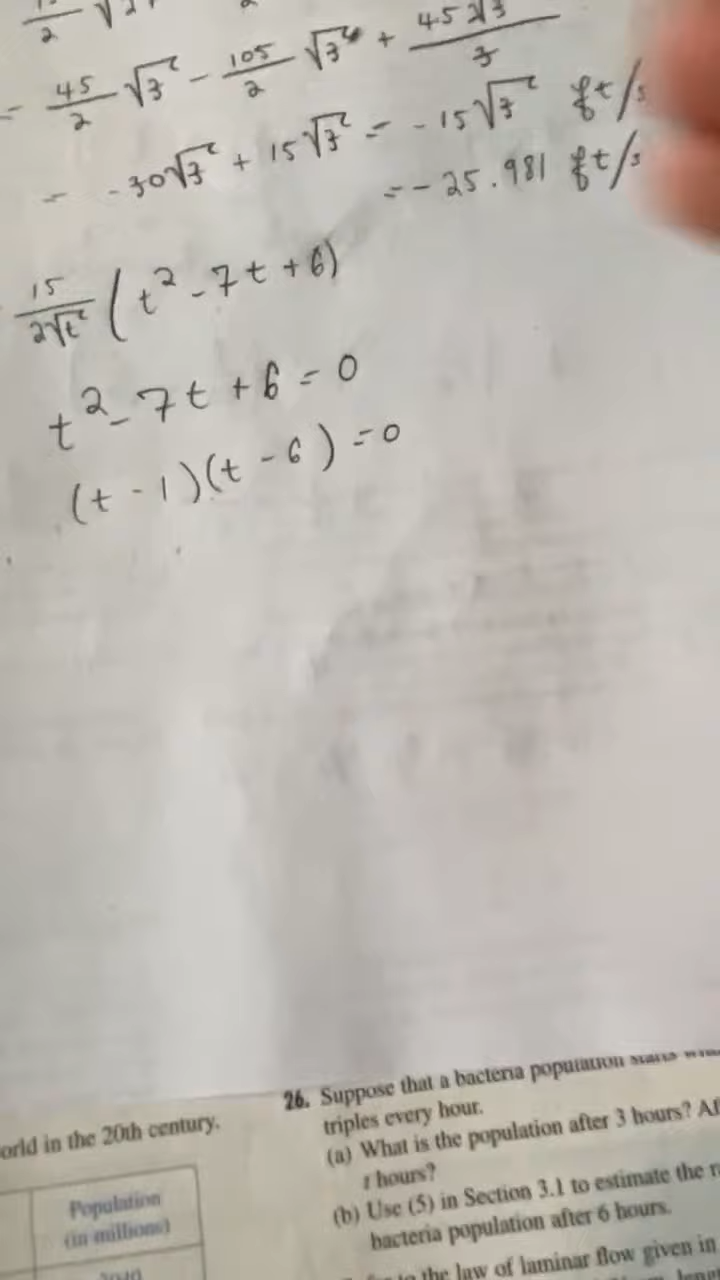 = 45/2 √3 - 105/2 √3 + 45√3/3
= -30√3 + 15√3 = -15√3 ft/s
= -25.981 ft/s
15/2√t (t² - 7t + 6)
t² - 7t + 6 = 0
(t - 1)(t - 6) = 0
orld in the 20th century.
Population
(in millions)
26. Suppose that a bacteria population starts
triples every hour.
(a) What is the population after 3 hours? Af
t hours?
(b) Use (5) in Section 3.1 to estimate the r
bacteria population after 6 hours.
to the law of laminar flow given in